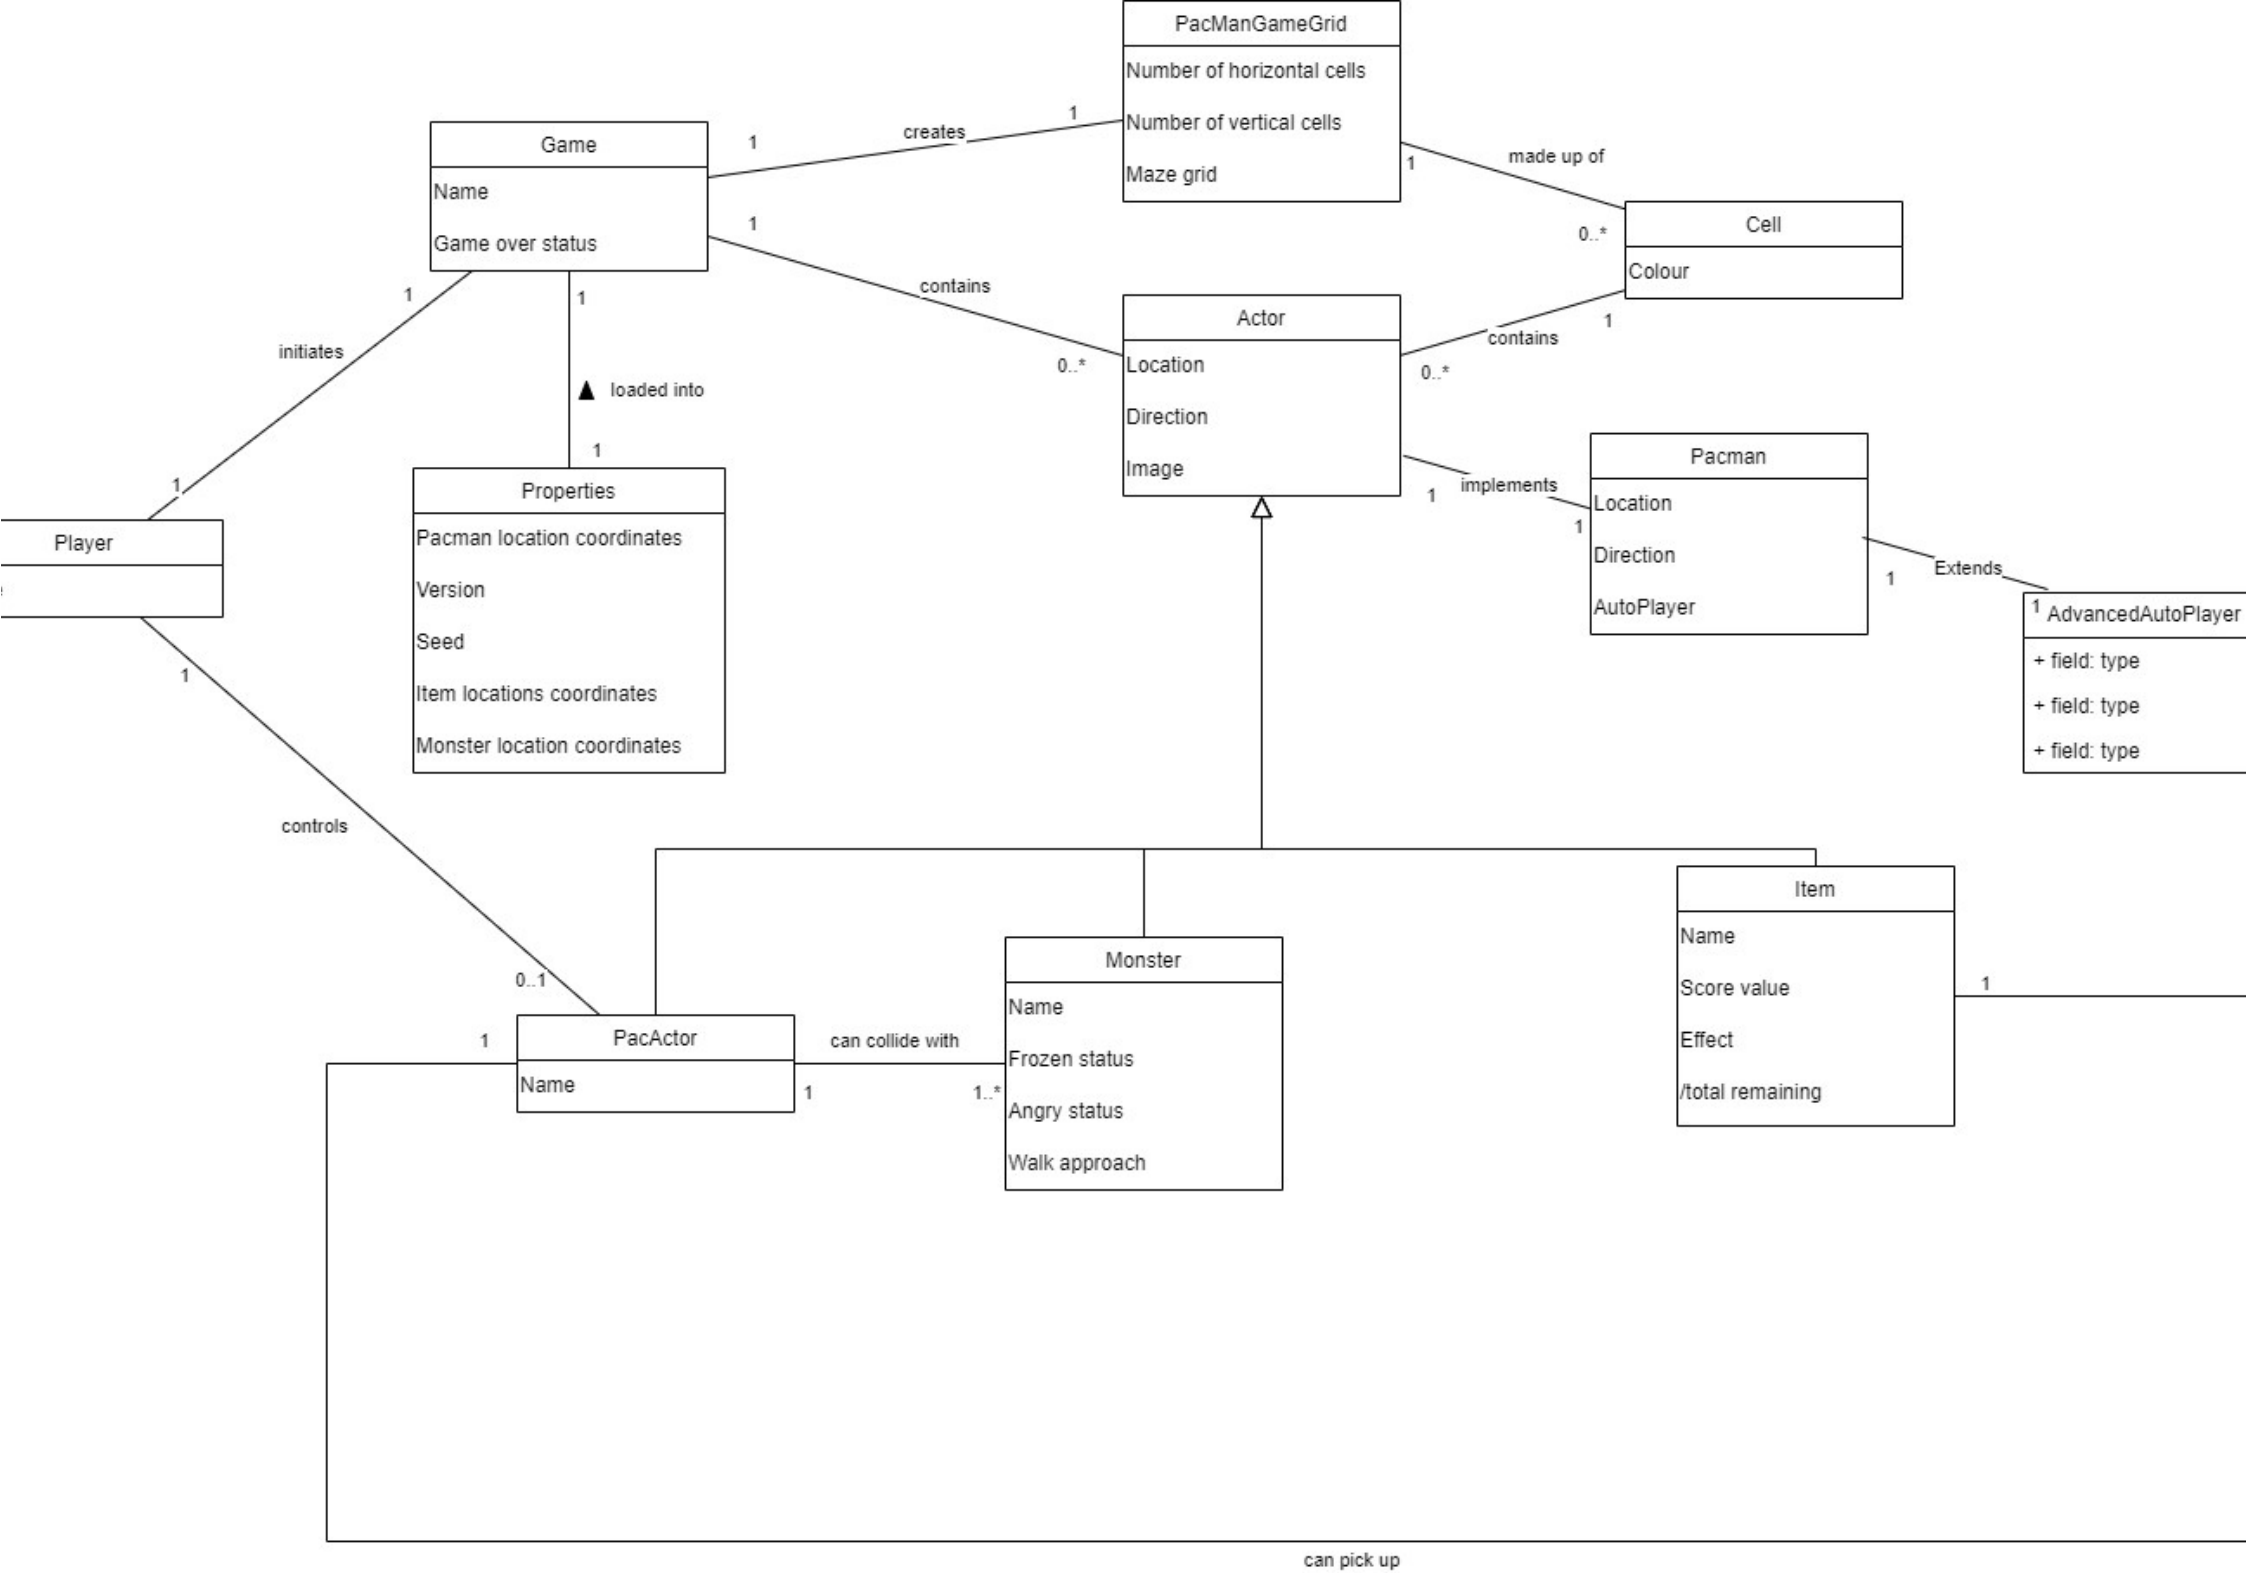 PacManGameGrid
Number of horizontal cells
Number of vertical cells
Maze grid
Game
Name
Game over status
1
creates
1
1
made up of
0..*
Cell
Colour
1
contains
0..*
Actor
Location
Direction
Image
1
contains
0..*
1
initiates
1
1
loaded into
1
Properties
Pacman location coordinates
Version
Seed
Item locations coordinates
Monster location coordinates
Player
1
implements
1
Pacman
Location
Direction
AutoPlayer
1
Extends
1
AdvancedAutoPlayer
+ field: type
+ field: type
+ field: type
1
controls
0..1
Item
Name
Score value
Effect
/total remaining
1
Monster
Name
Frozen status
Angry status
Walk approach
1
PacActor
Name
can collide with
1
1..*
can pick up